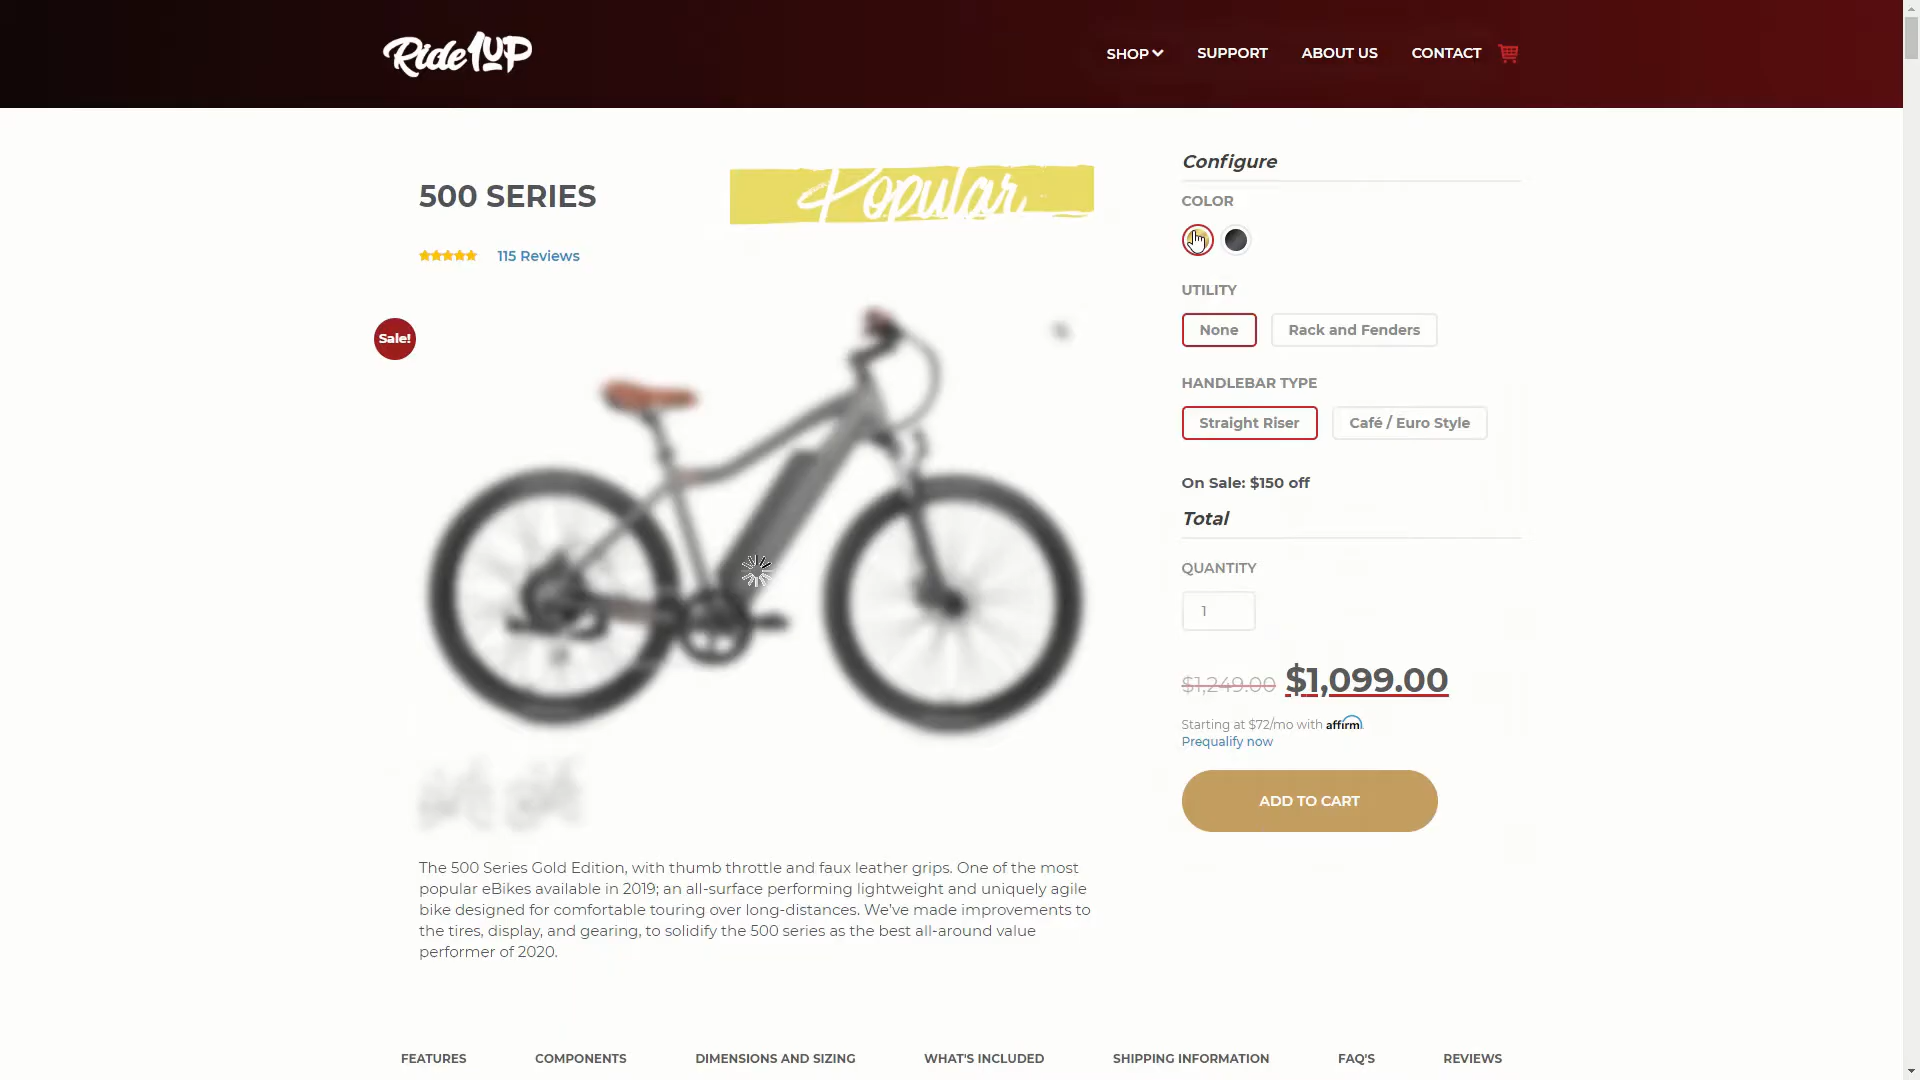 Ride1UP
SHOP
SUPPORT
ABOUT US
CONTACT
500 SERIES
Popular
115 Reviews
Sale!
Configure
COLOR
UTILITY
None
Rack and Fenders
HANDLEBAR TYPE
Straight Riser
Café / Euro Style
On Sale: $150 off
Total
QUANTITY
1
$1,249.00 $1,099.00
Starting at $72/mo with affirm
Prequalify now
ADD TO CART
The 500 Series Gold Edition, with thumb throttle and faux leather grips. One of the most
popular eBikes available in 2019; an all-surface performing lightweight and uniquely agile
bike designed for comfortable touring over long-distances. We've made improvements to
the tires, display, and gearing, to solidify the 500 series as the best all-around value
performer of 2020.
FEATURES
COMPONENTS
DIMENSIONS AND SIZING
WHAT'S INCLUDED
SHIPPING INFORMATION
FAQ'S
REVIEWS